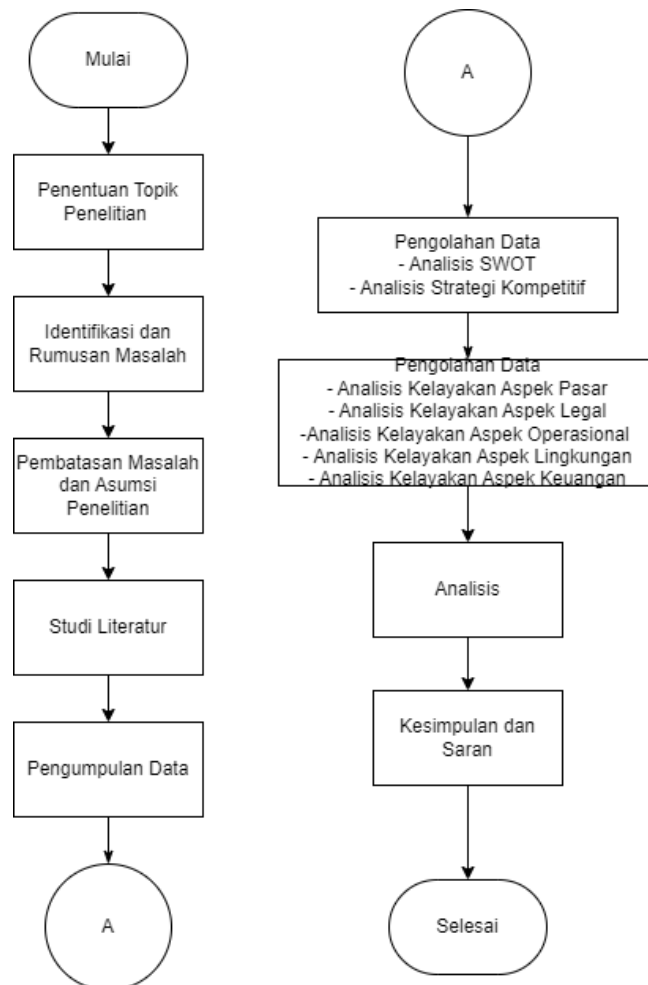 Mulai
Penentuan Topik
Penelitian
Identifikasi dan
Rumusan Masalah
Pembatasan Masalah
dan Asumsi
Penelitian
Studi Literatur
Pengumpulan Data
A
A
Pengolahan Data
- Analisis SWOT
- Analisis Strategi Kompetitif
Pengolahan Data
- Analisis Kelayakan Aspek Pasar
- Analisis Kelayakan Aspek Legal
-Analisis Kelayakan Aspek Operasional
- Analisis Kelayakan Aspek Lingkungan
- Analisis Kelayakan Aspek Keuangan
Analisis
Kesimpulan dan
Saran
Selesai